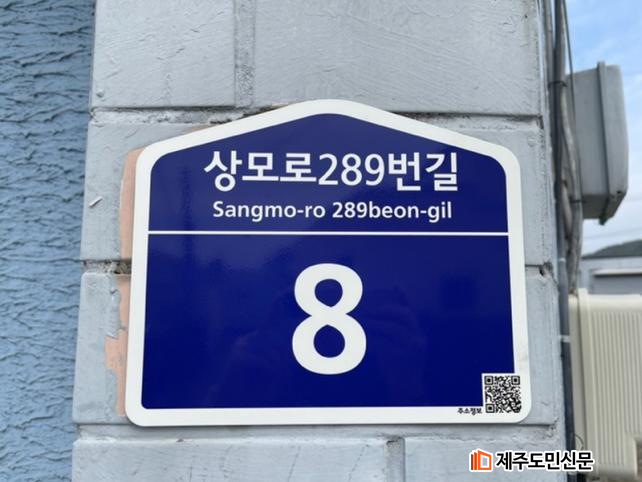 상모로289번길
Sangmo-ro 289beon-gil
8
주소정보
제주도민신문